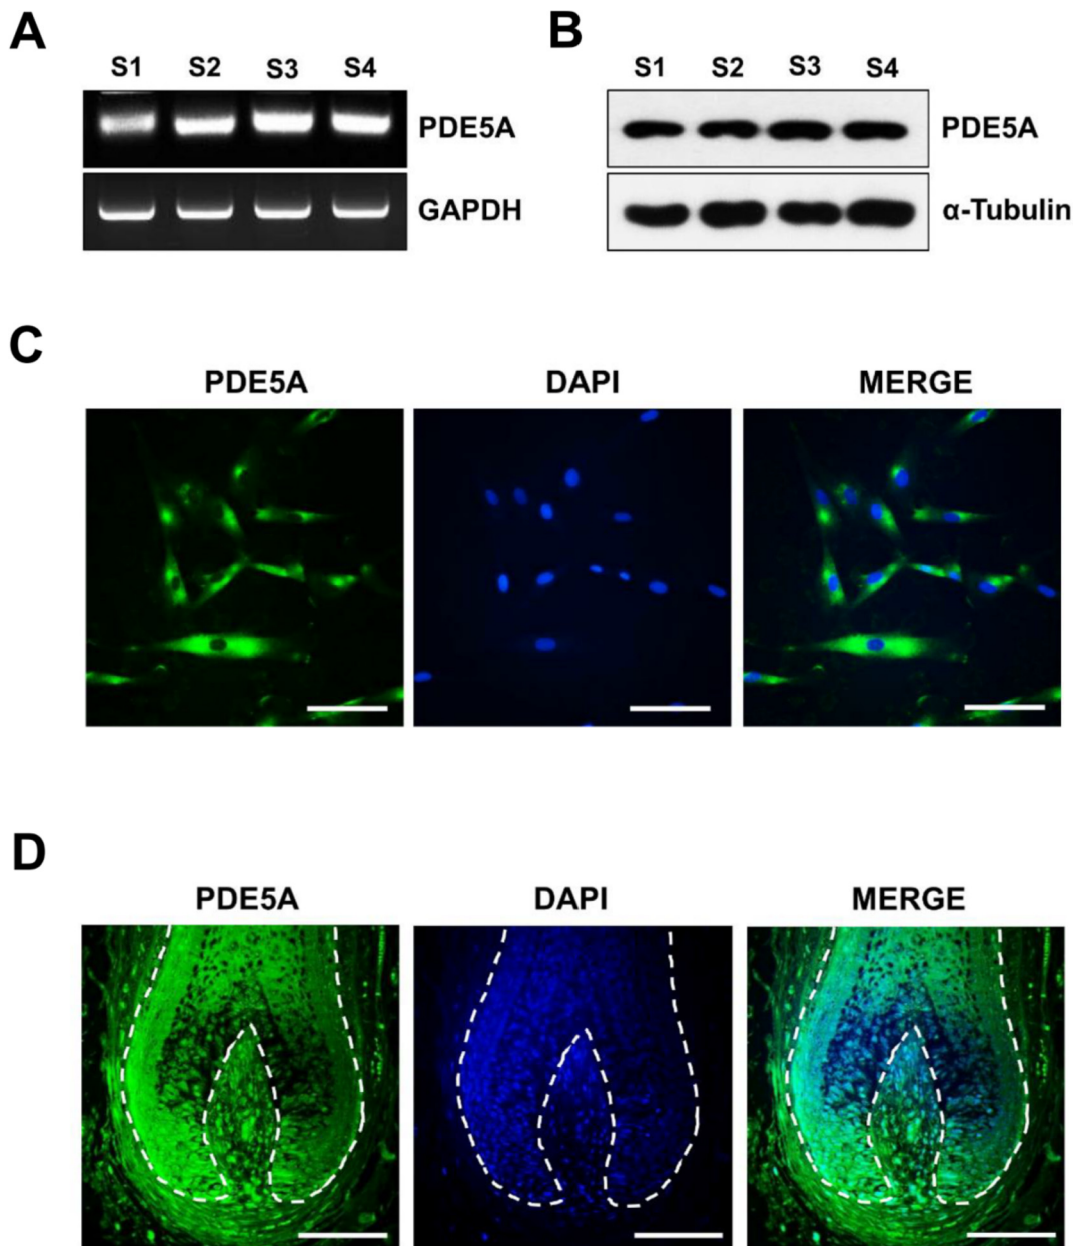 A
S1 S2 S3 S4
PDE5A
GAPDH
B
S1 S2 S3 S4
PDE5A
α-Tubulin
C
PDE5A DAPI MERGE
D
PDE5A DAPI MERGE